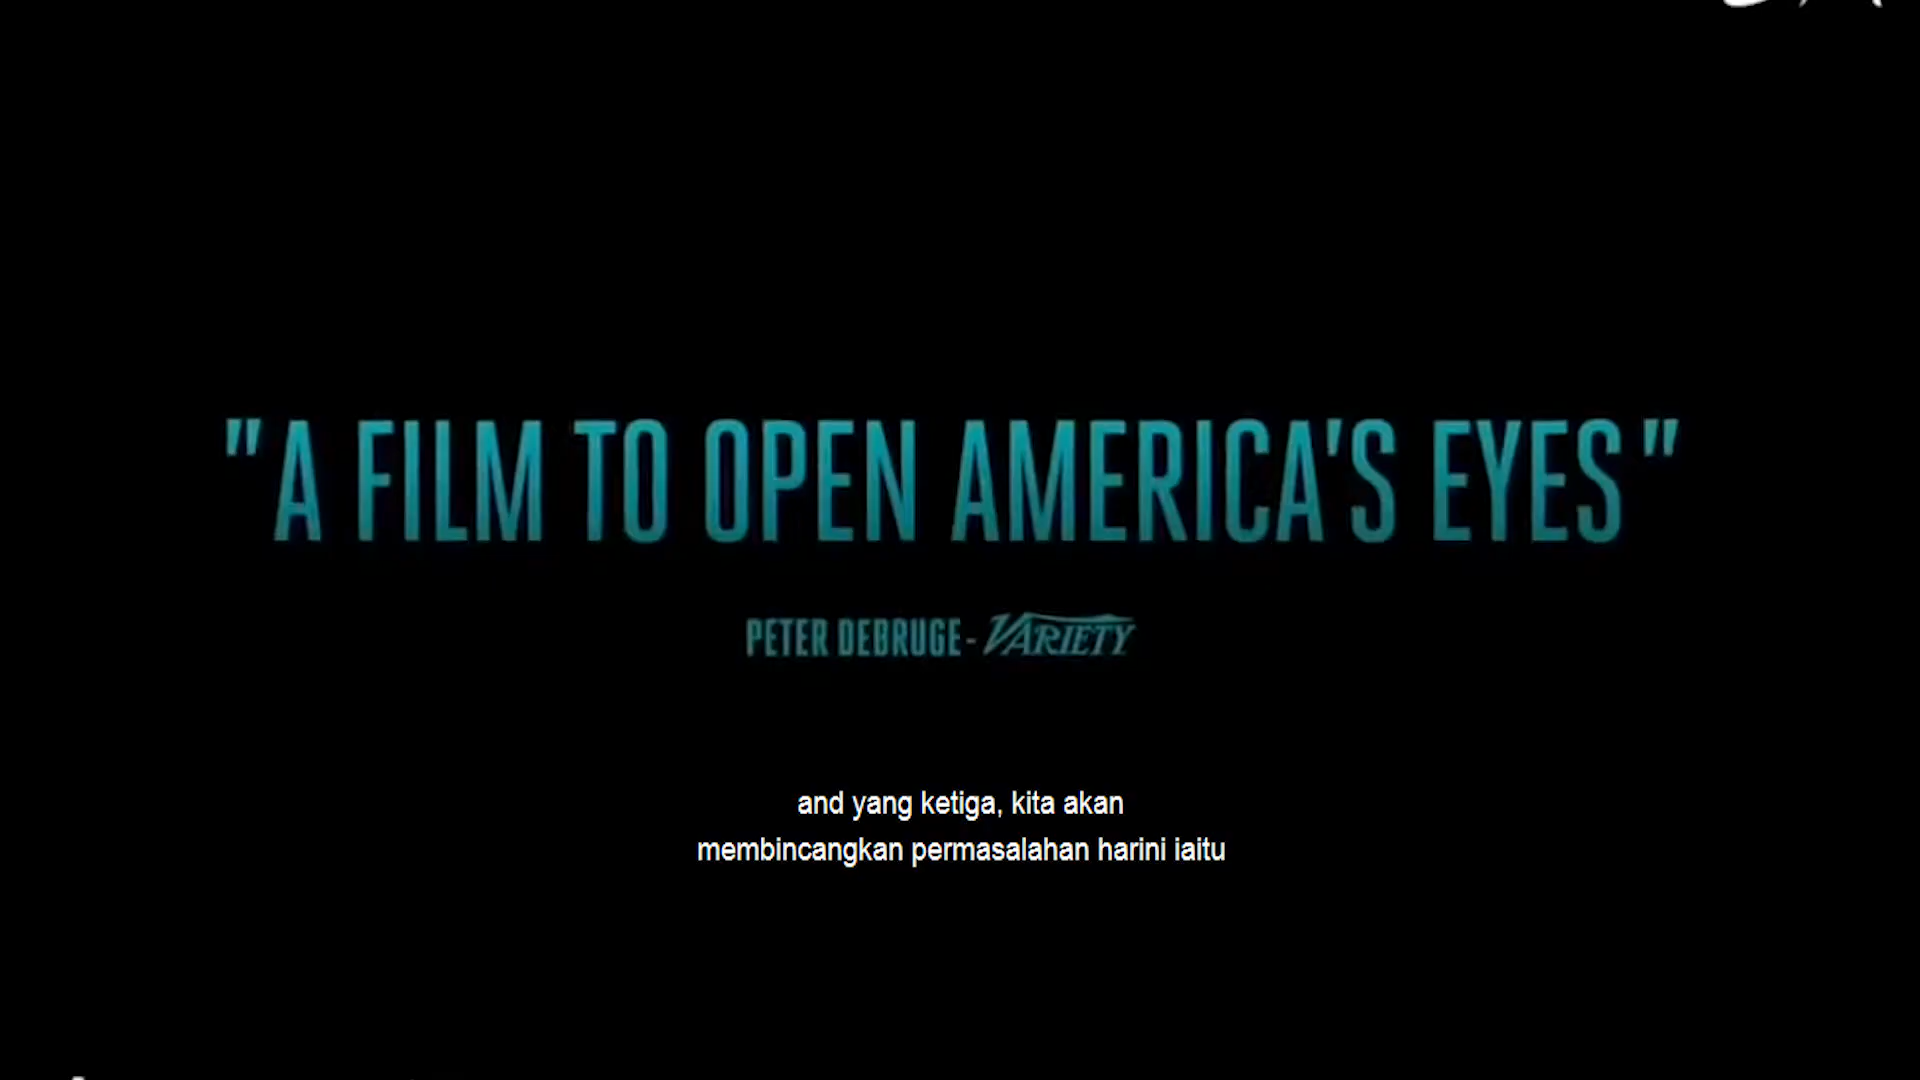 "A FILM TO OPEN AMERICA'S EYES"
PETER DEBRUGE - VARIETY
and yang ketiga, kita akan
membincangkan permasalahan harini iaitu